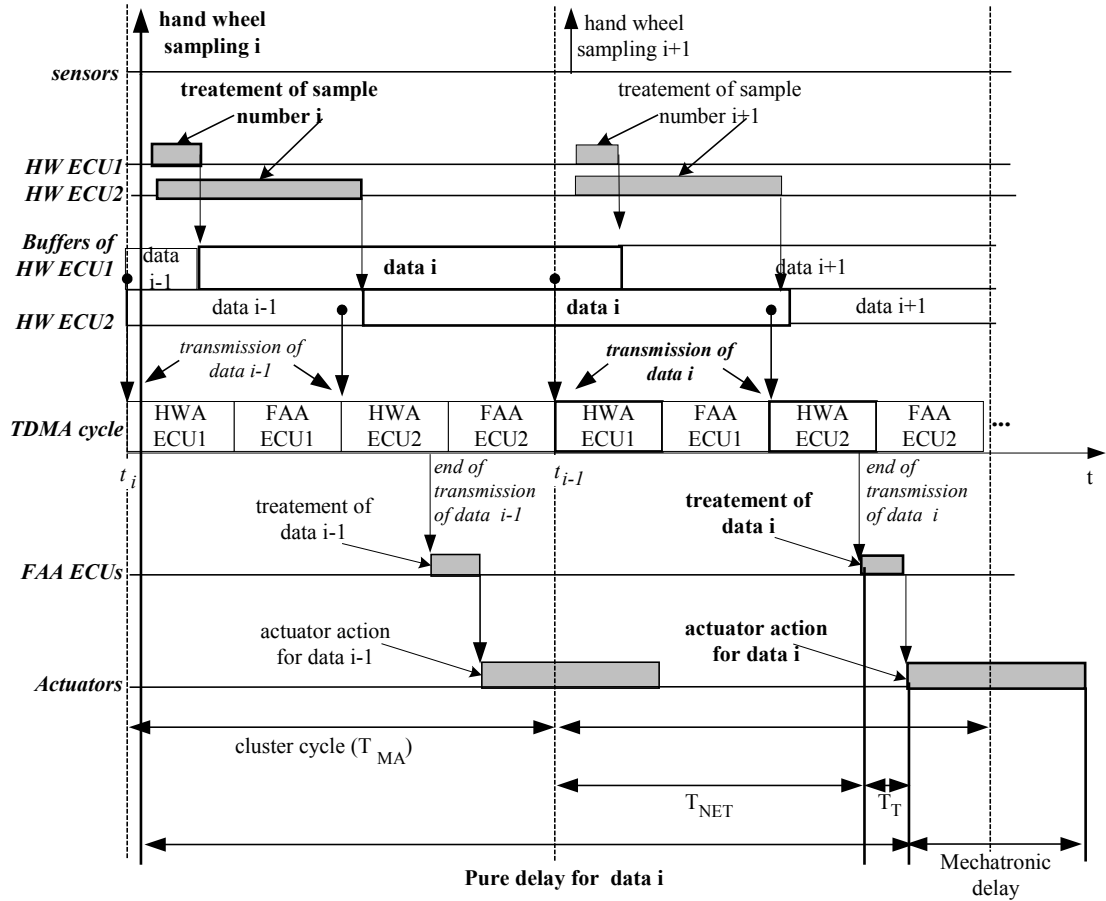 hand wheel
sampling i
hand wheel
sampling i+1
sensors
treatement of sample
number i
treatement of sample
number i+1
HW ECU1
HW ECU2
Buffers of
HW ECU1
data
i-1
data i
data i+1
HW ECU2
data i-1
data i
data i+1
transmission of
data i-1
transmission of
data i
TDMA cycle
HWA
ECU1
FAA
ECU1
HWA
ECU2
FAA
ECU2
HWA
ECU1
FAA
ECU1
HWA
ECU2
FAA
ECU2
...
t i
t i-1
t
end of
transmission
of data i-1
end of
transmission
of data i
treatement of
data i-1
treatement of
data i
FAA ECUs
actuator action
for data i-1
actuator action
for data i
Actuators
cluster cycle (T MA)
T NET
T T
Pure delay for data i
Mechatronic
delay